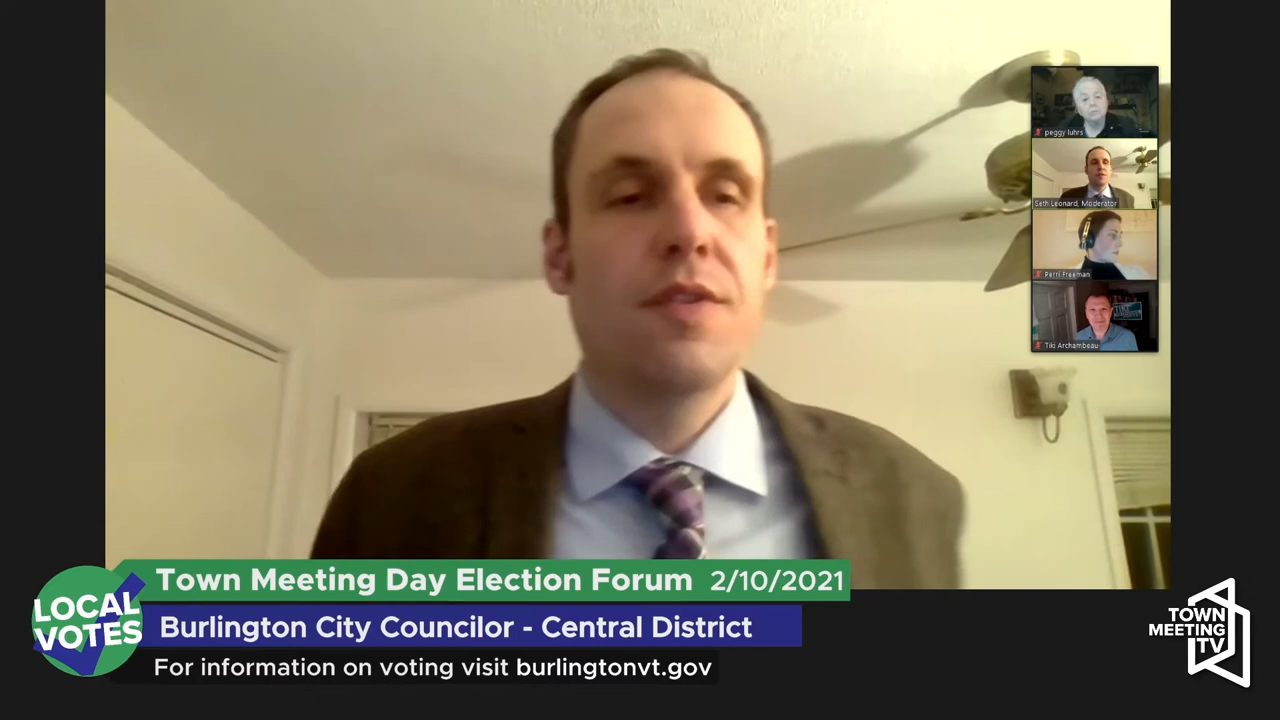 peggy luhrs
Seth Leonard, Moderator
Perri Freeman
Tiki Archambeau
Town Meeting Day Election Forum 2/10/2021
LOCAL
VOTES
Burlington City Councilor - Central District
For information on voting visit burlingtonvt.gov
TOWN
MEETING
TV